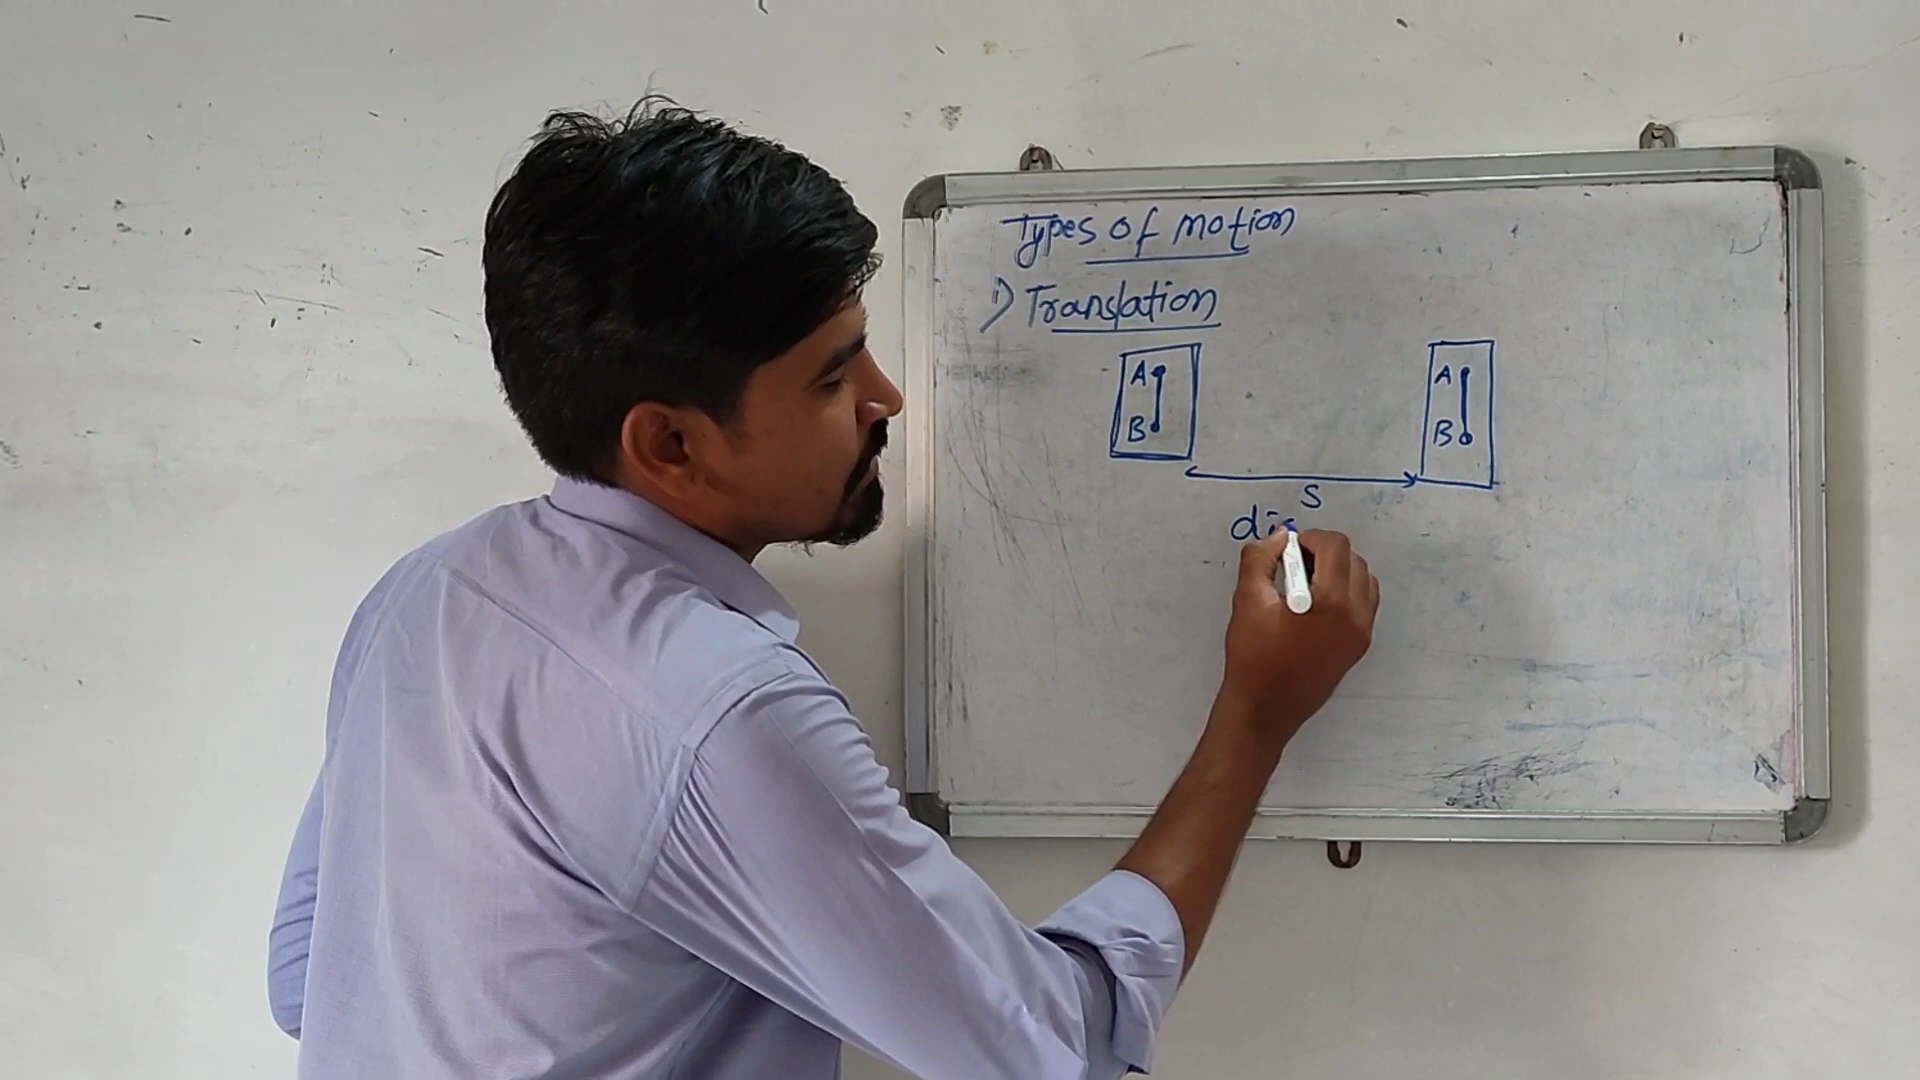 Types of motion
1) Translation
A A
B B
S
dis